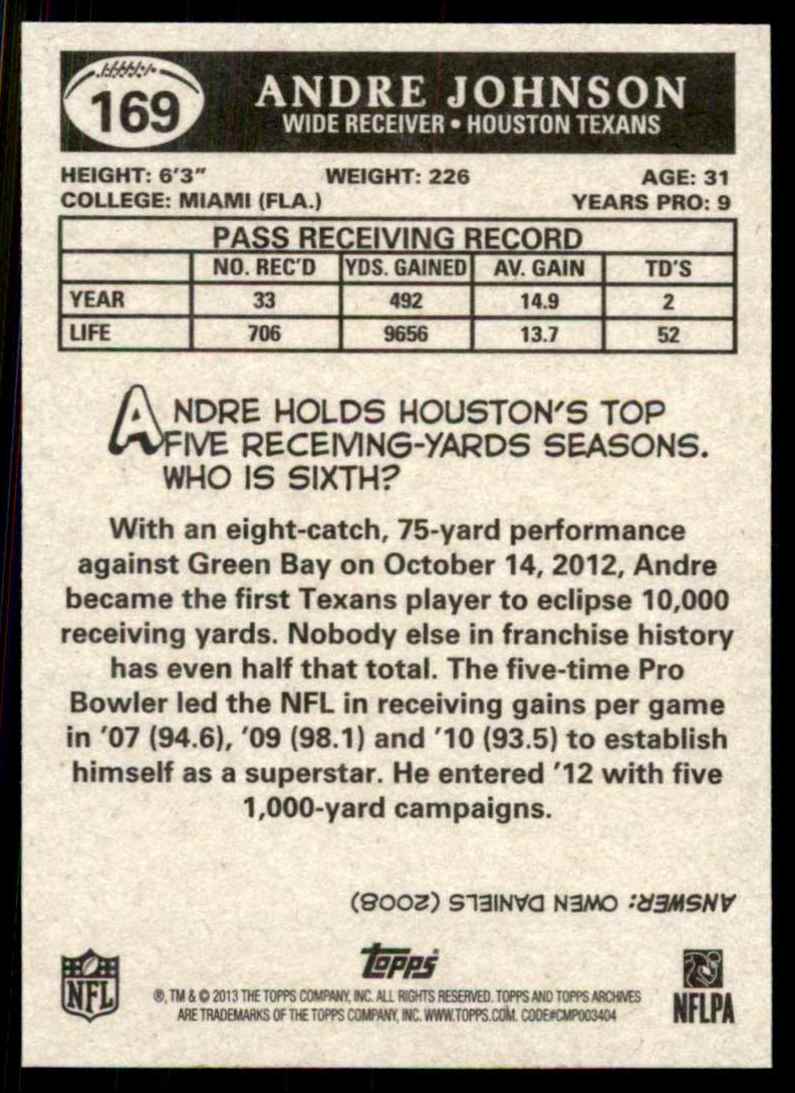 169
ANDRE JOHNSON
WIDE RECEIVER • HOUSTON TEXANS
HEIGHT: 6'3" WEIGHT: 226 AGE: 31
COLLEGE: MIAMI (FLA.) YEARS PRO: 9
PASS RECEIVING RECORD
NO. REC'D YDS. GAINED AV. GAIN TD'S
YEAR 33 492 14.9 2
LIFE 706 9656 13.7 52
ANDRE HOLDS HOUSTON'S TOP
FIVE RECEIVING-YARDS SEASONS.
WHO IS SIXTH?
With an eight-catch, 75-yard performance
against Green Bay on October 14, 2012, Andre
became the first Texans player to eclipse 10,000
receiving yards. Nobody else in franchise history
has even half that total. The five-time Pro
Bowler led the NFL in receiving gains per game
in '07 (94.6), '09 (98.1) and '10 (93.5) to establish
himself as a superstar. He entered '12 with five
1,000-yard campaigns.
ANSWER: OWEN DANIELS (2008)
NFL
Topps
®, TM & © 2013 THE TOPPS COMPANY, INC. ALL RIGHTS RESERVED. TOPPS AND TOPPS ARCHIVES
ARE TRADEMARKS OF THE TOPPS COMPANY, INC. WWW.TOPPS.COM. CODE#CMP003404
NFLPA